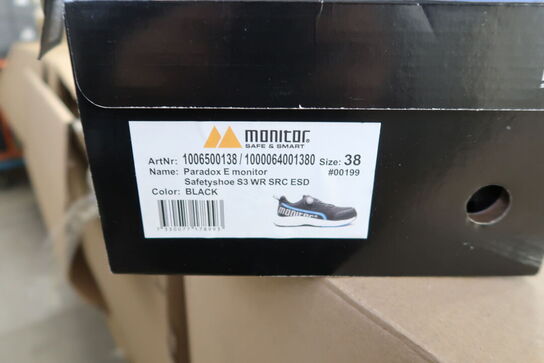 monitor
SAFE & SMART
ArtNr: 1006500138 / 1000064001380 Size: 38
Name: Paradox E monitor #00199
Safetyshoe S3 WR SRC ESD
Color: BLACK
monitor